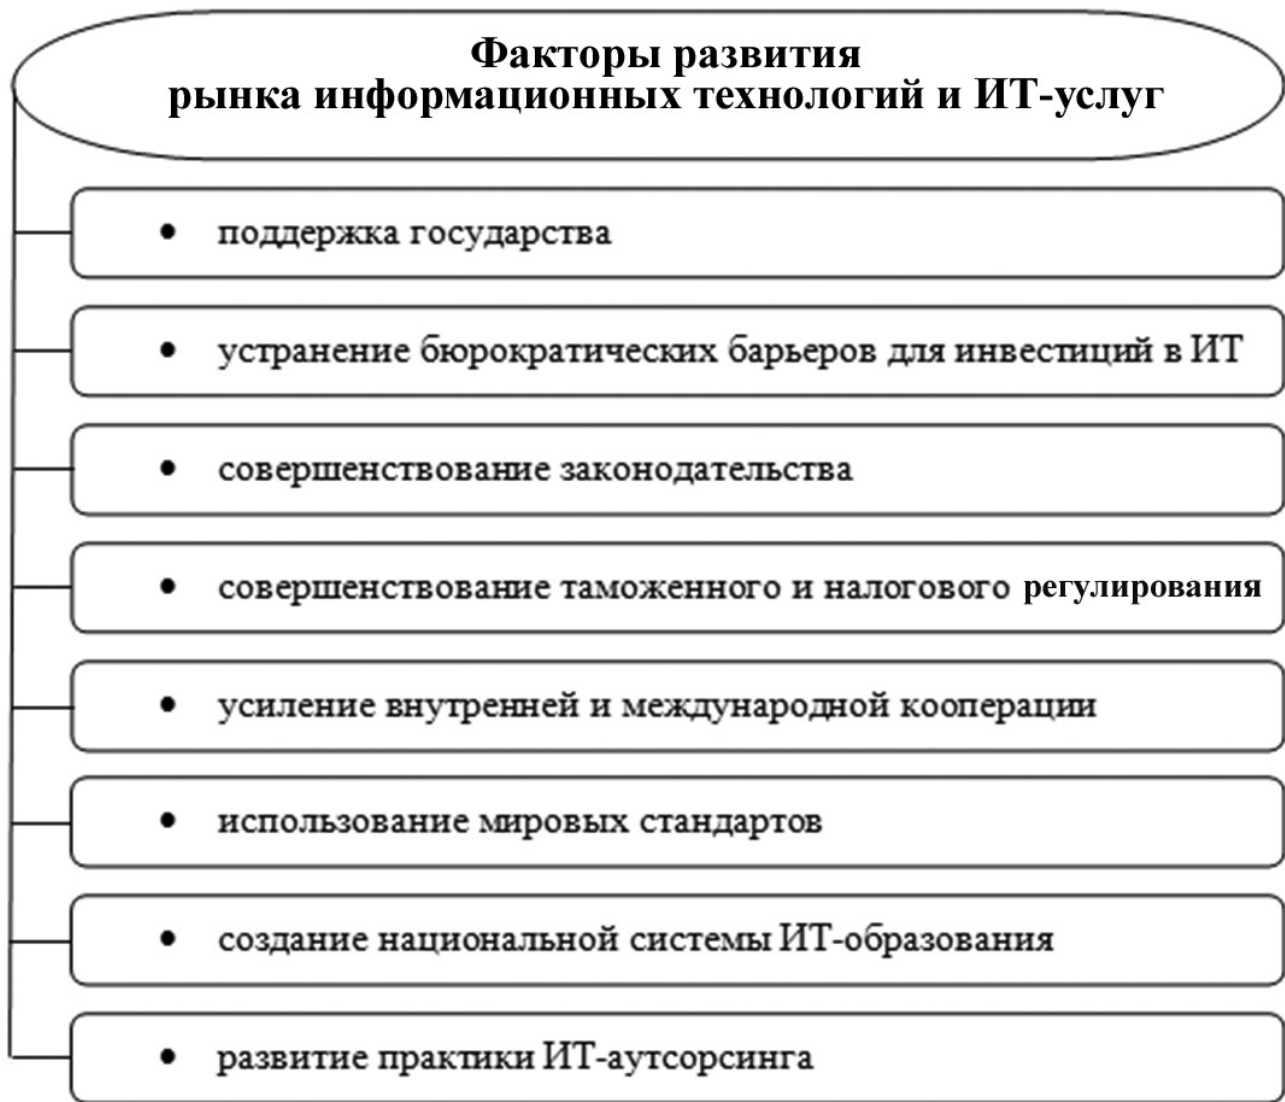 Факторы развития
рынка информационных технологий и ИТ-услуг
• поддержка государства
• устранение бюрократических барьеров для инвестиций в ИТ
• совершенствование законодательства
• совершенствование таможенного и налогового регулирования
• усиление внутренней и международной кооперации
• использование мировых стандартов
• создание национальной системы ИТ-образования
• развитие практики ИТ-аутсорсинга